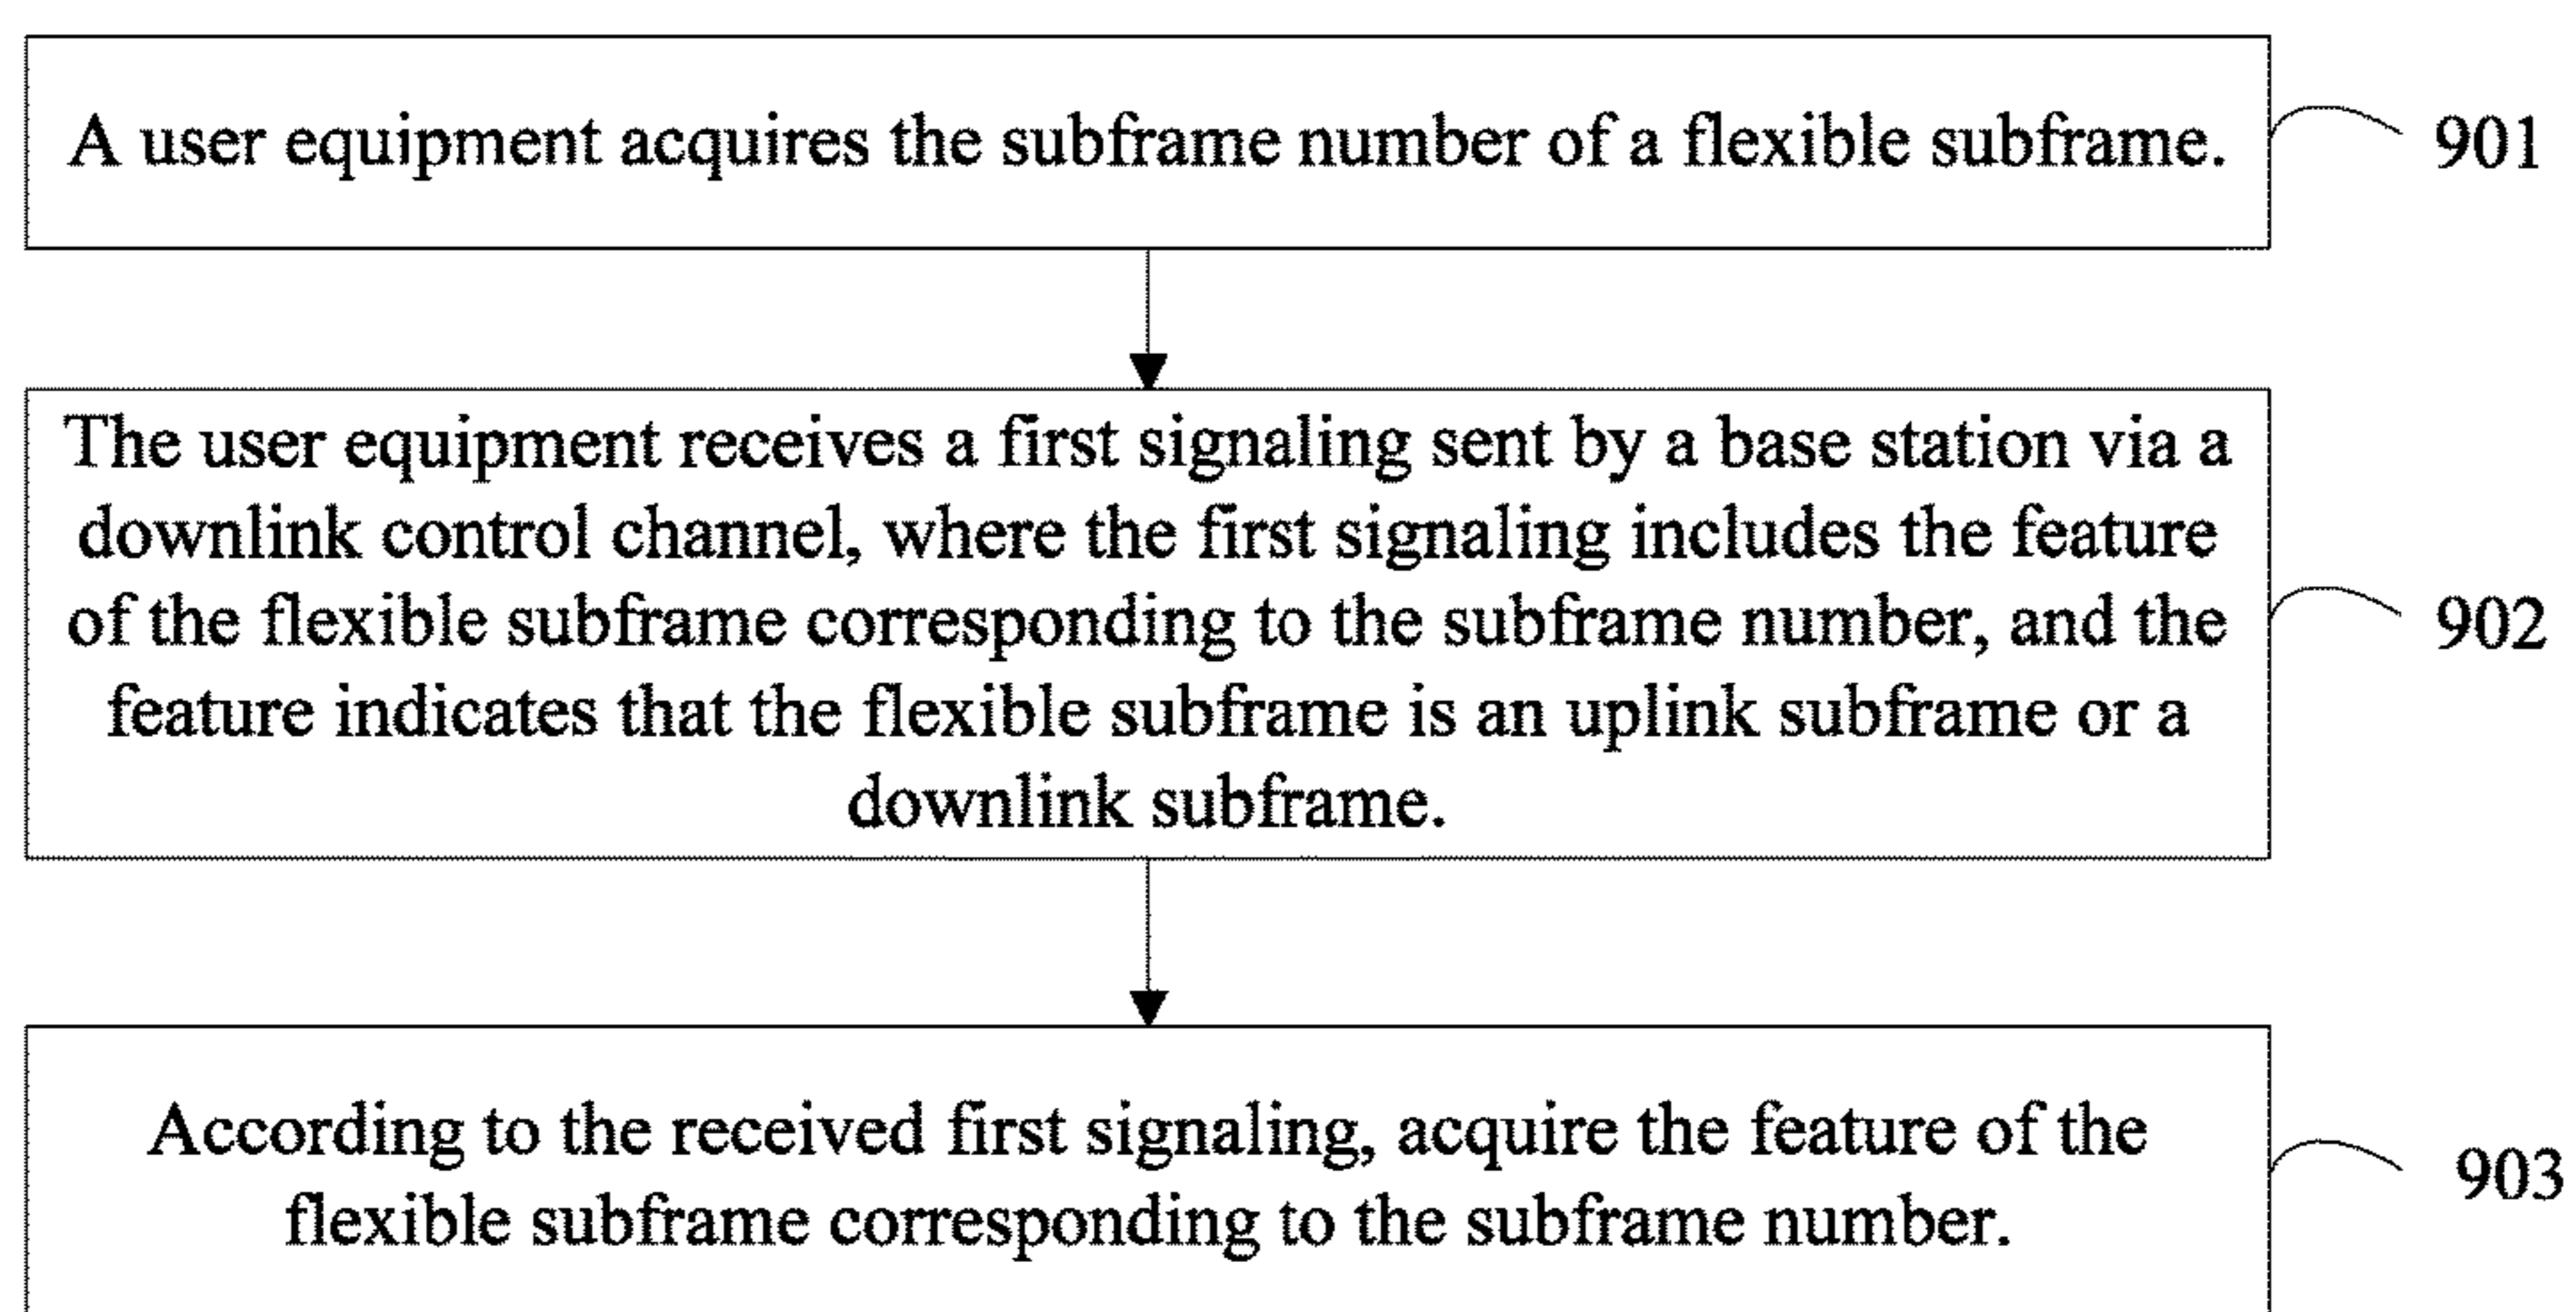 A user equipment acquires the subframe number of a flexible subframe.
901
The user equipment receives a first signaling sent by a base station via a
downlink control channel, where the first signaling includes the feature
of the flexible subframe corresponding to the subframe number, and the
902
feature indicates that the flexible subframe is an uplink subframe or a
downlink subframe.
According to the received first signaling, acquire the feature of the
903
flexible subframe corresponding to the subframe number.